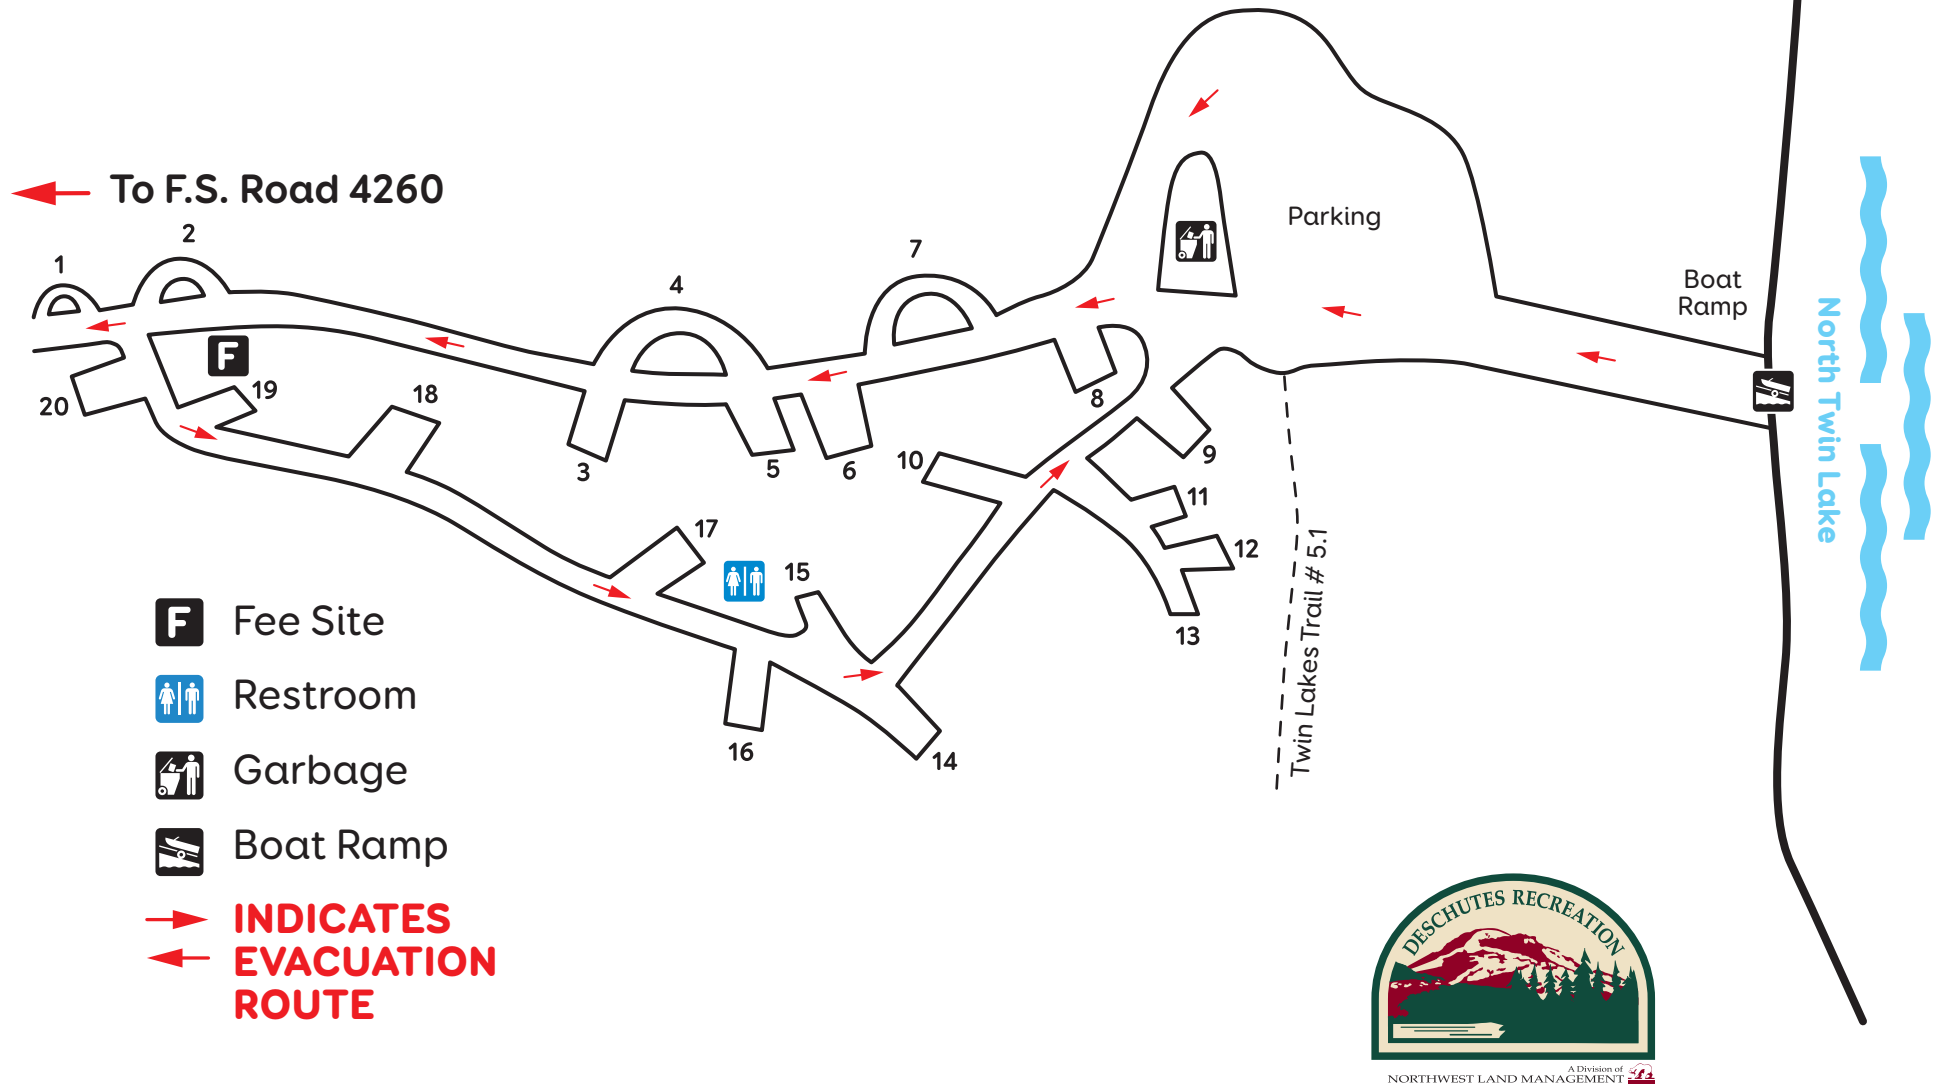 To F.S. Road 4260
1
2
4
7
Parking
Boat
Ramp
North Twin Lake
F
19
18
20
3
5
6
8
9
10
11
12
13
17
15
16
14
Twin Lakes Trail # 5.1
F Fee Site
Restroom
Garbage
Boat Ramp
INDICATES
EVACUATION
ROUTE
DESCHUTES RECREATION
A Division of
NORTHWEST LAND MANAGEMENT